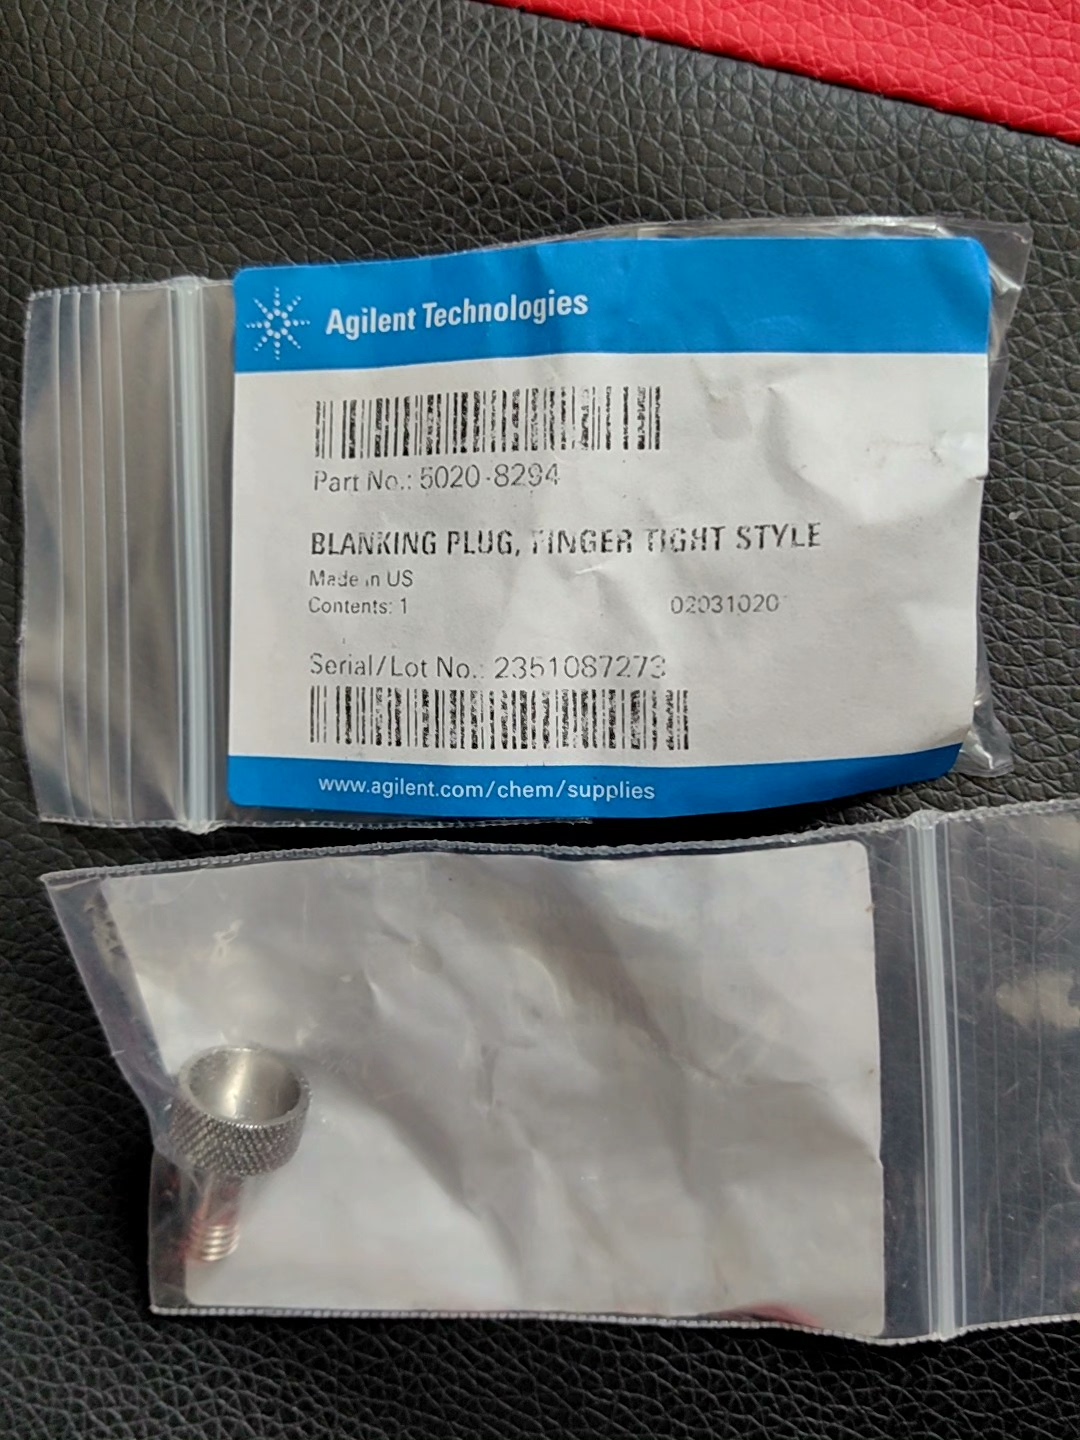 Agilent Technologies
Part No.: 5020-8294
BLANKING PLUG, FINGER TIGHT STYLE
Made in US
Contents: 1
02031020
Serial/Lot No.: 2351087273
www.agilent.com/chem/supplies